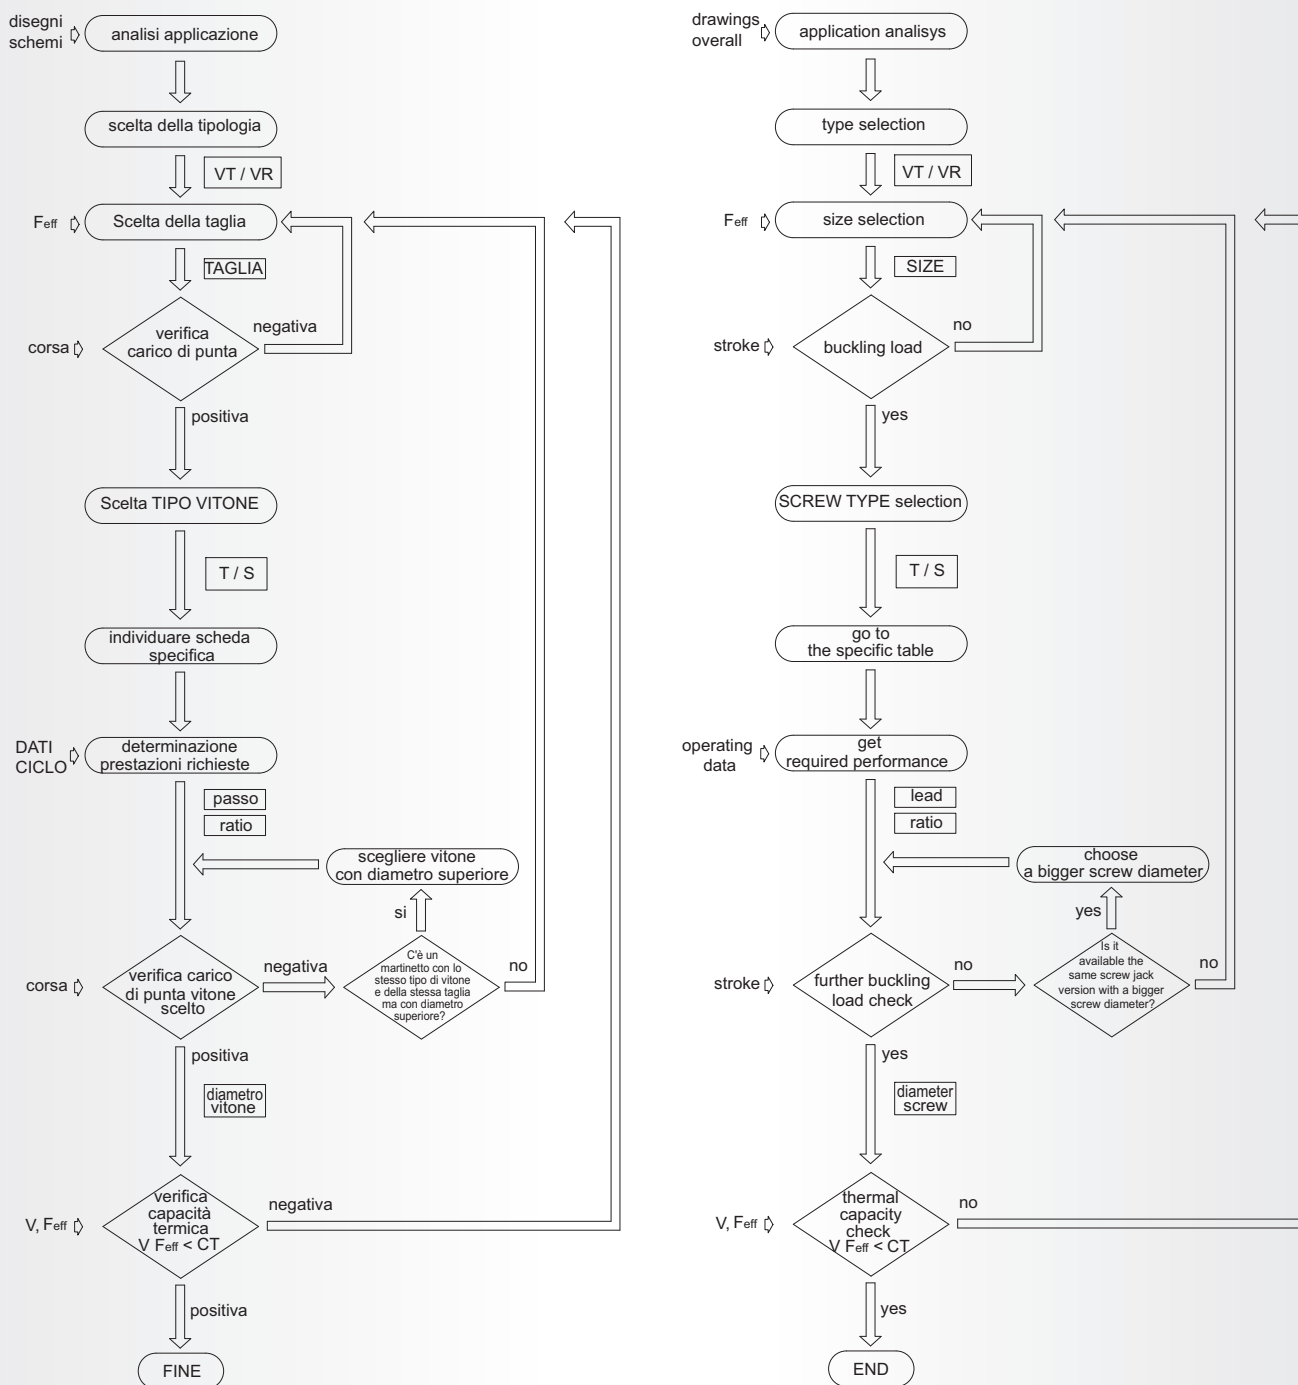 disegni
schemi
analisi applicazione
scelta della tipologia
VT / VR
Feff
Scelta della taglia
TAGLIA
corsa
verifica
carico di punta
negativa
positiva
Scelta TIPO VITONE
T / S
individuare scheda
specifica
DATI
CICLO
determinazione
prestazioni richieste
passo
ratio
scegliere vitone
con diametro superiore
si
corsa
verifica carico
di punta vitone
scelto
negativa
C'è un
martinetto con lo
stesso tipo di vitone
e della stessa taglia
ma con diametro
superiore?
no
positiva
diametro
vitone
V, Feff
verifica
capacità
termica
V Feff < CT
negativa
positiva
FINE
drawings
overall
application analisys
type selection
VT / VR
Feff
size selection
SIZE
stroke
buckling load
no
yes
SCREW TYPE selection
T / S
go to
the specific table
operating
data
get
required performance
lead
ratio
choose
a bigger screw diameter
yes
stroke
further buckling
load check
no
Is it
available the
same screw jack
version with a bigger
screw diameter?
no
yes
diameter
screw
V, Feff
thermal
capacity
check
V Feff < CT
no
yes
END